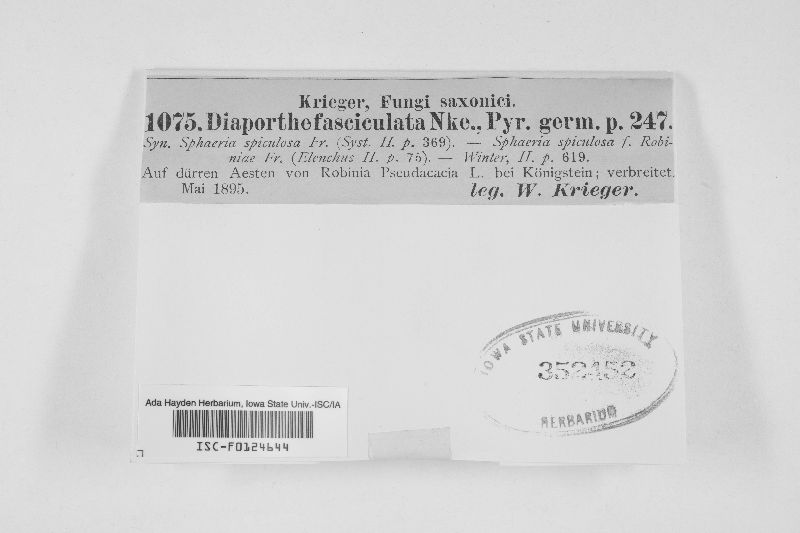 Krieger, Fungi saxonici.
1075. Diaporthe fasciculata Nke., Pyr. germ. p. 247.
Syn. Sphaeria spiculosa Fr. (Syst. II. p. 369). — Sphaeria spiculosa f. Robi-
niae Fr. (Elenchus II. p. 75). — Winter, II. p. 619.
Auf dürren Aesten von Robinia Pseudacacia L. bei Königstein; verbreitet.
Mai 1895.
leg. W. Krieger.
IOWA STATE UNIVERSITY
352452
HERBARIUM
Ada Hayden Herbarium, Iowa State Univ.-ISC/IA
ISC-F0124644